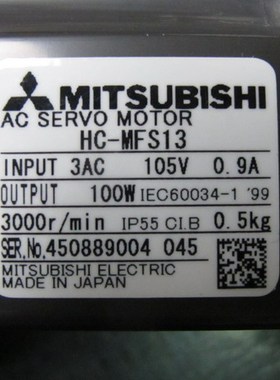 MITSUBISHI
AC SERVO MOTOR
HC-MFS13
INPUT 3AC 105V 0.9A
OUTPUT 100W IEC60034-1 '99
3000r/min IP55 CI.B 0.5kg
SER.No.450889004 045
MITSUBISHI ELECTRIC
MADE IN JAPAN